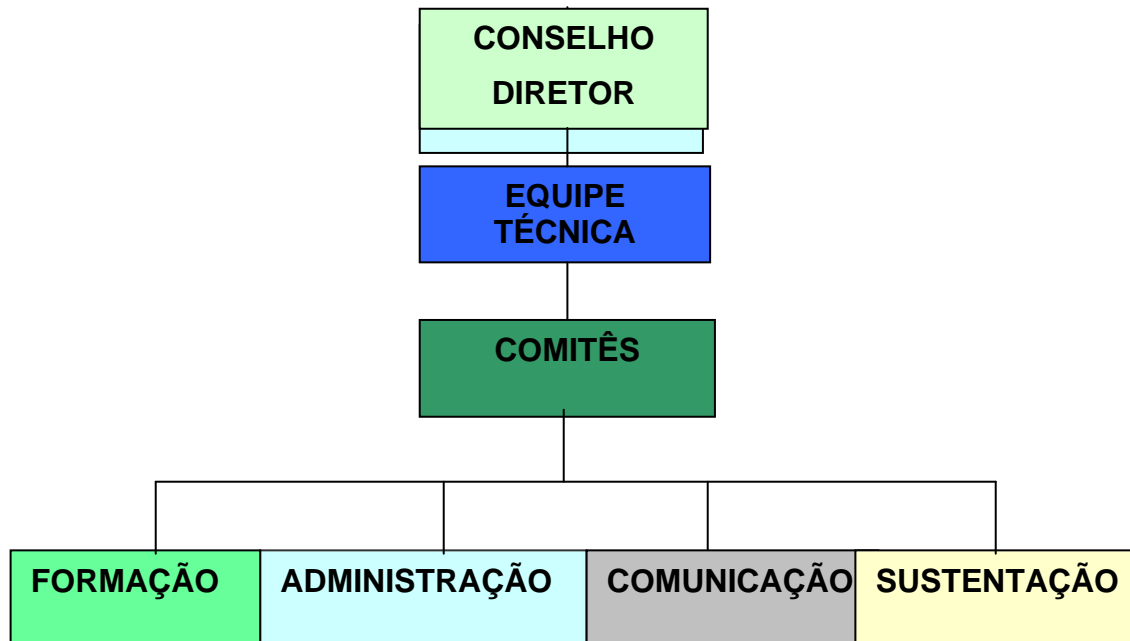 CONSELHO
DIRETOR
EQUIPE
TÉCNICA
COMITÊS
FORMAÇÃO
ADMINISTRAÇÃO
COMUNICAÇÃO
SUSTENTAÇÃO